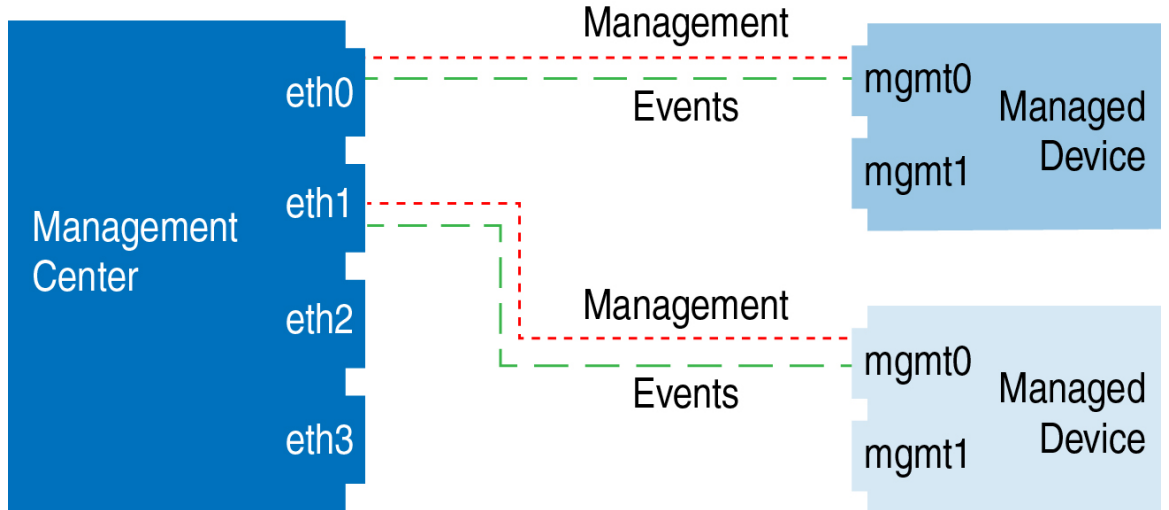 Management
Center
eth0
eth1
eth2
eth3
Management
Events
Management
Events
mgmt0
mgmt1
Managed
Device
mgmt0
mgmt1
Managed
Device